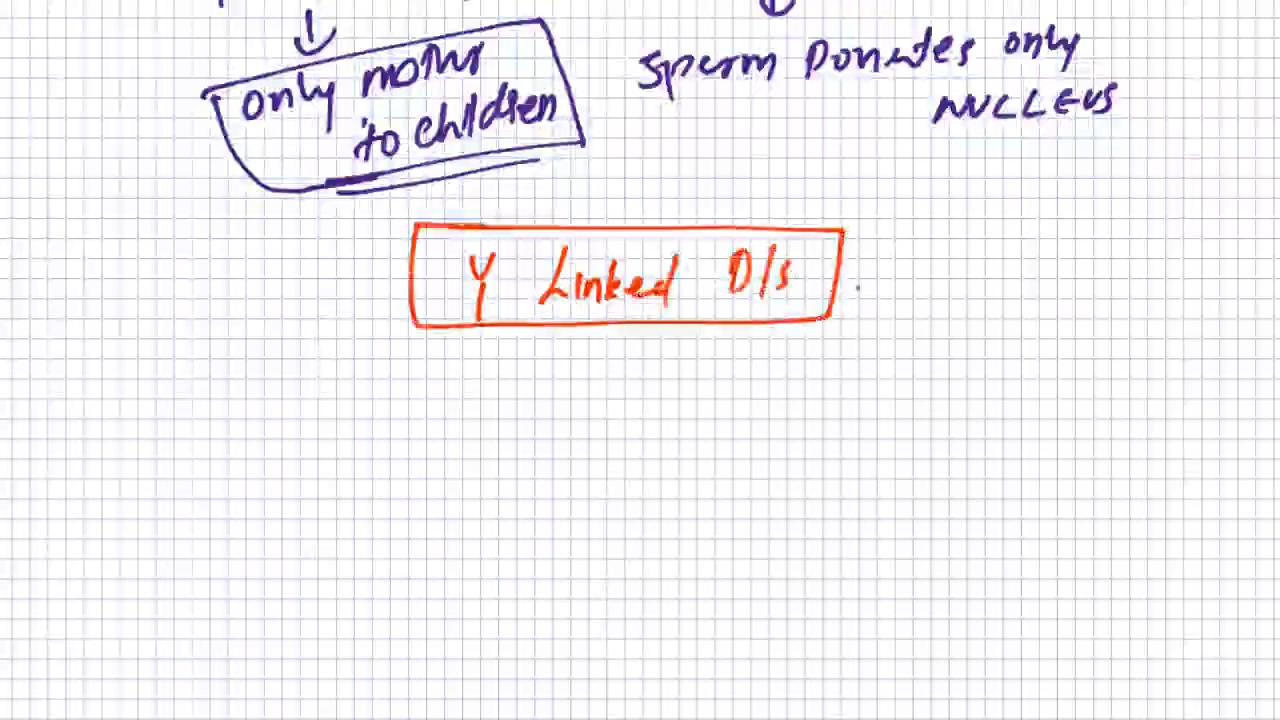 only mother
to children
Sperm Donates only
NUCLEUS
Y Linked D/s